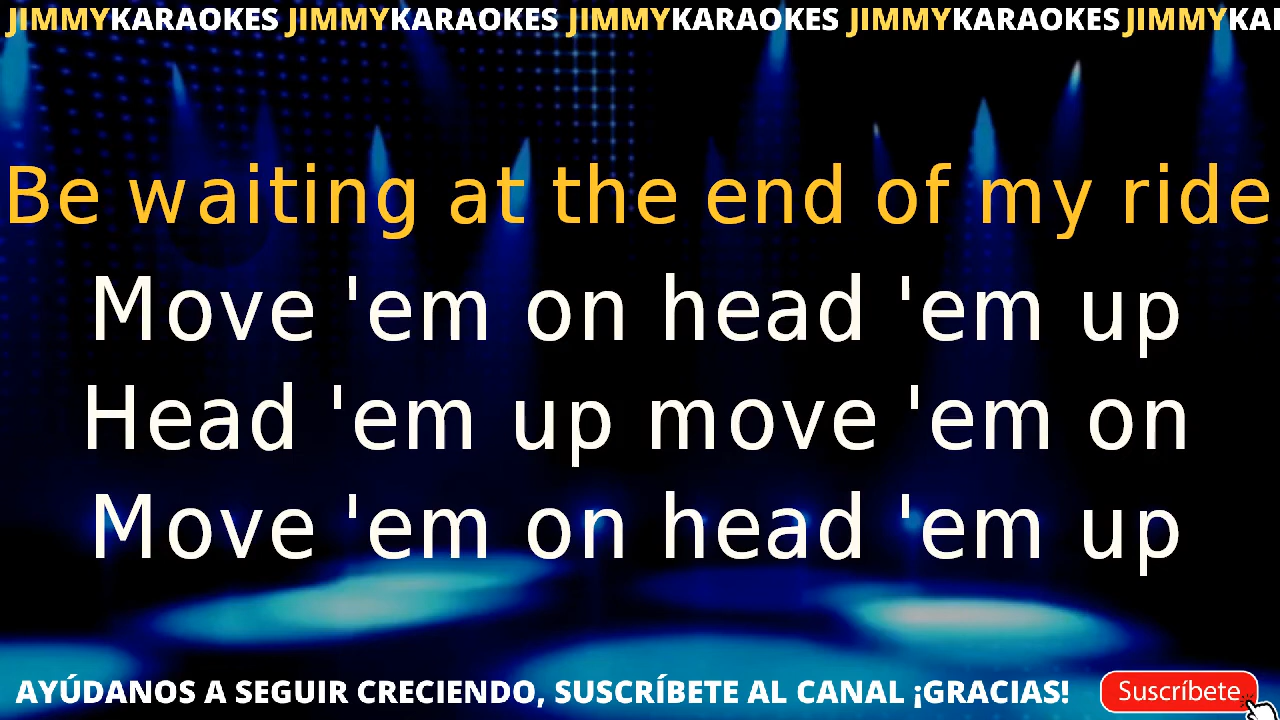 JIMMYKARAOKES JIMMYKARAOKES JIMMYKARAOKES JIMMYKARAOKES JIMMYKA
Be waiting at the end of my ride
Move 'em on head 'em up
Head 'em up move 'em on
Move 'em on head 'em up
AYÚDANOS A SEGUIR CRECIENDO, SUSCRÍBETE AL CANAL ¡GRACIAS!
Suscríbete